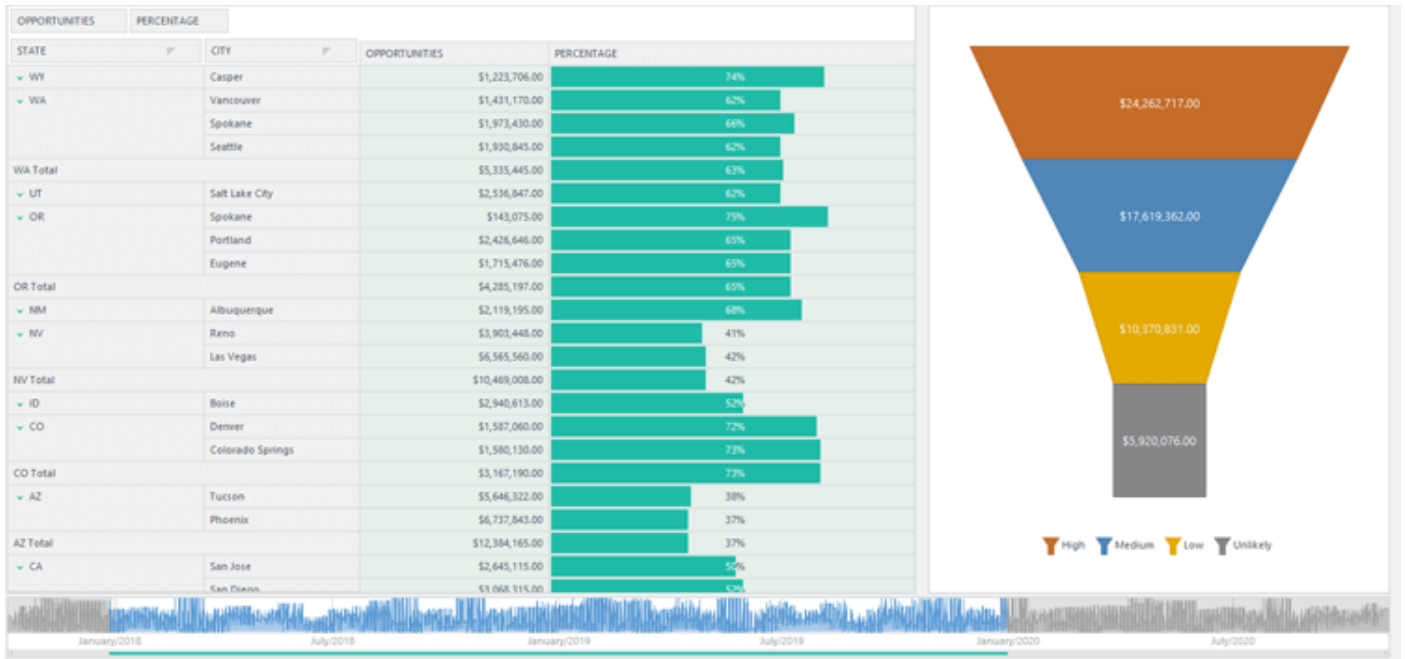 OPPORTUNITIES PERCENTAGE
STATE CITY OPPORTUNITIES PERCENTAGE
WY Casper $1,223,706.00 74%
WA Vancouver $1,431,170.00 62%
Spokane $1,973,430.00 66%
Seattle $1,930,845.00 62%
WA Total $5,335,445.00 63%
UT Salt Lake City $2,536,847.00 62%
OR Spokane $143,075.00 75%
Portland $2,426,646.00 65%
Eugene $1,715,476.00 65%
OR Total $4,285,197.00 65%
NM Albuquerque $2,119,195.00 68%
NV Reno $3,903,448.00 41%
Las Vegas $6,565,560.00 42%
NV Total $10,469,008.00 42%
ID Boise $2,940,613.00 52%
CO Denver $1,587,060.00 72%
Colorado Springs $1,580,130.00 73%
CO Total $3,167,190.00 73%
AZ Tucson $5,646,322.00 38%
Phoenix $6,737,843.00 37%
AZ Total $12,384,165.00 37%
CA San Jose $2,645,115.00 50%
San Diego $3,068,315.00 52%
$24,262,717.00
$17,619,362.00
$10,370,831.00
$5,920,076.00
High Medium Low Unlikely
January/2018 July/2018 January/2019 July/2019 January/2020 July/2020